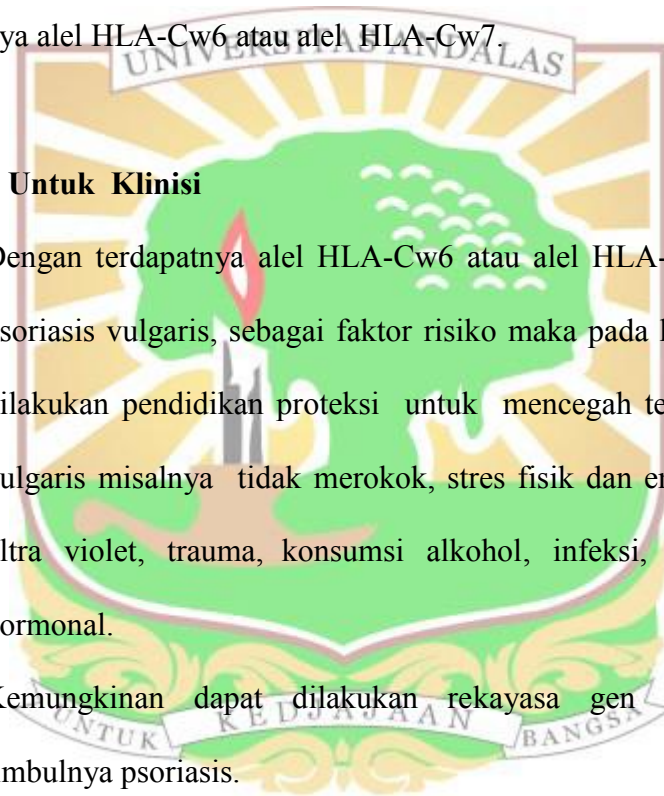 ya alel HLA-Cw6 atau alel HLA-Cw7.
UNIVERSITAS ANDALAS
Untuk Klinisi
Dengan terdapatnya alel HLA-Cw6 atau alel HLA-
soriasis vulgaris, sebagai faktor risiko maka pada
ilakukan pendidikan proteksi untuk mencegah te
ulgaris misalnya tidak merokok, stres fisik dan e
ltra violet, trauma, konsumsi alkohol, infeksi,
ormonal.
Kemungkinan dapat dilakukan rekayasa gen
UNTUK KEDJAJAAN BANGSA
imbulnya psoriasis.